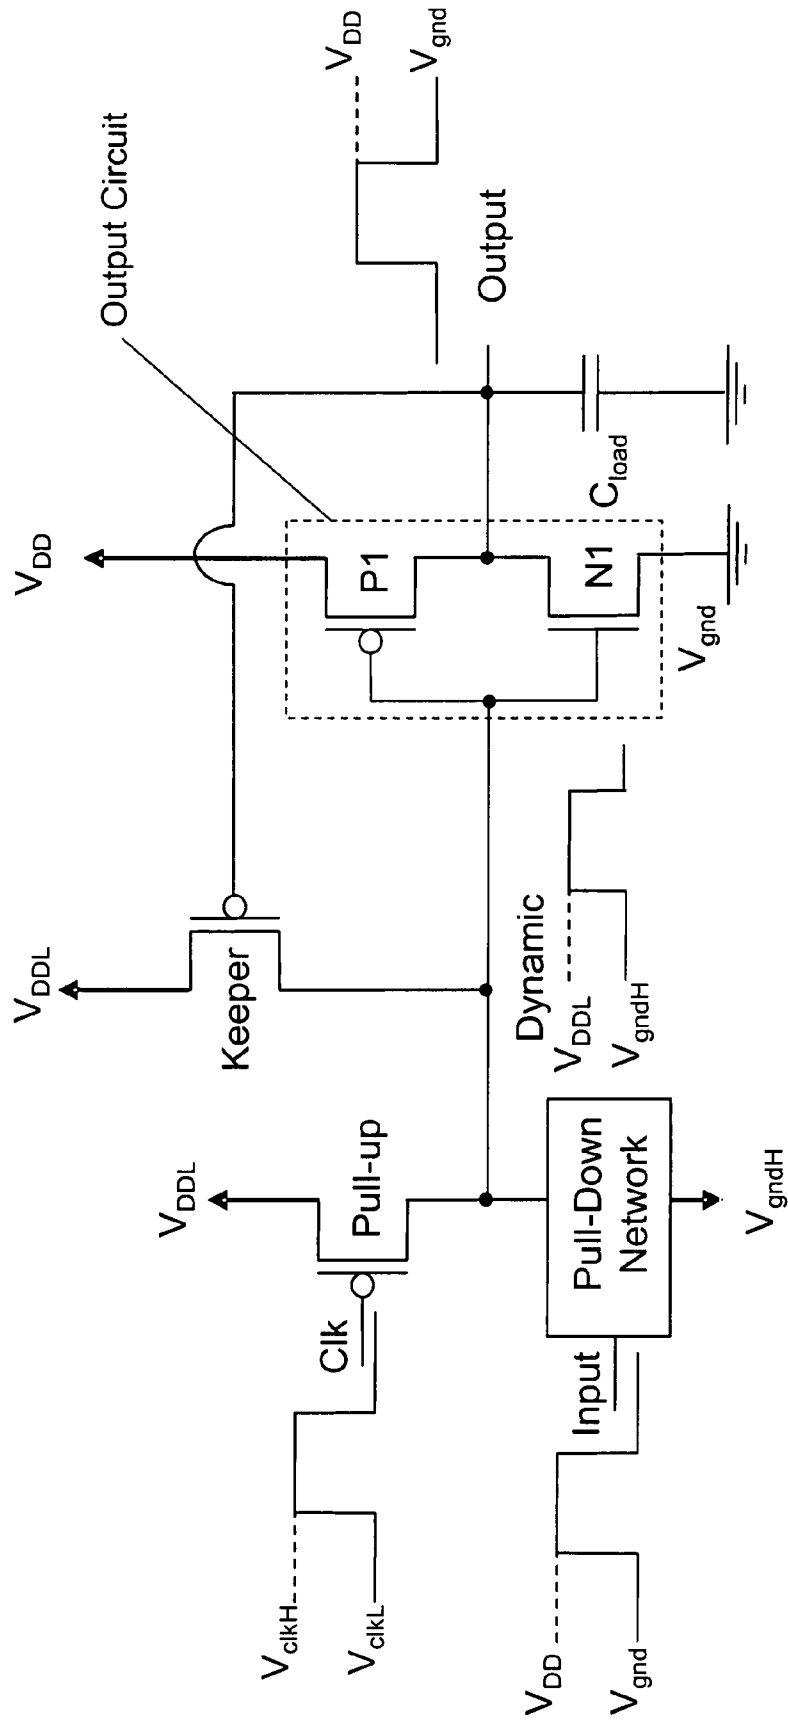 Output Circuit
V_DD
V_gnd
V_DD
Output
V_DDL
Keeper
P1
N1
C_load
V_gnd
V_DDL
Pull-up
Clk
Dynamic
V_DDL
V_gndH
V_clkH
V_clkL
Pull-Down
Network
Input
V_gndH
V_DD
V_gnd